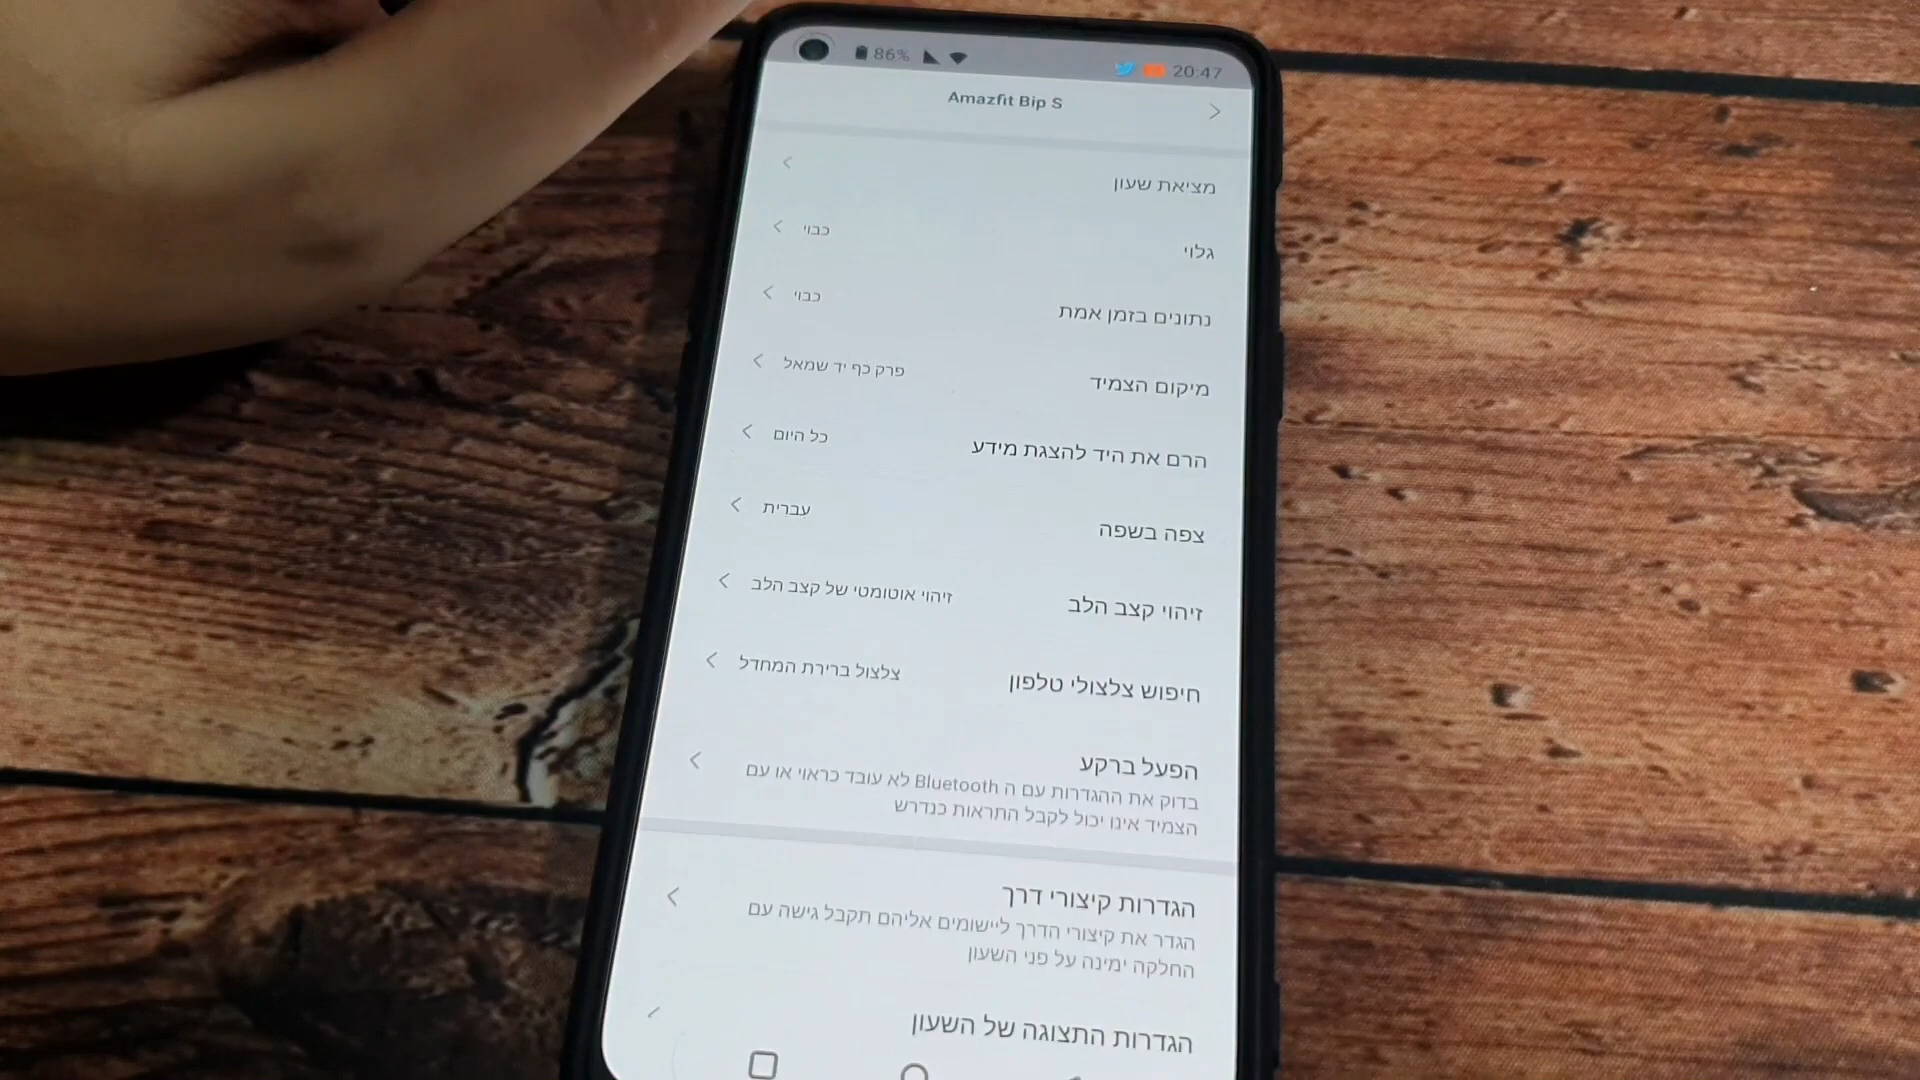 86% 20:47
Amazfit Bip S
מציאת שעון
גלוי כבוי
נתונים בזמן אמת כבוי
מיקום הצמיד פרק כף יד שמאל
הרם את היד להצגת מידע כל היום
צפה בשפה עברית
זיהוי קצב הלב זיהוי אוטומטי של קצב הלב
חיפוש צלצולי טלפון צלצול ברירת המחדל
הפעל ברקע
בדוק את ההגדרות עם ה Bluetooth לא עובד כראוי או עם
הצמיד אינו יכול לקבל התראות כנדרש
הגדרות קיצורי דרך
הגדר את קיצורי הדרך ליישומים אליהם תקבל גישה עם
החלקה ימינה על פני השעון
הגדרות התצוגה של השעון